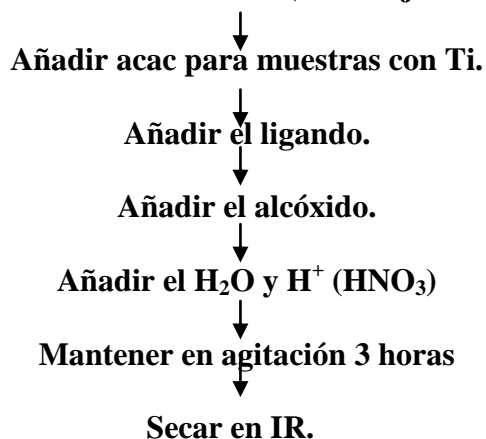 Añadir acac para muestras con Ti.
Añadir el ligando.
Añadir el alcóxido.
Añadir el H₂O y H⁺ (HNO₃)
Mantener en agitación 3 horas
Secar en IR.